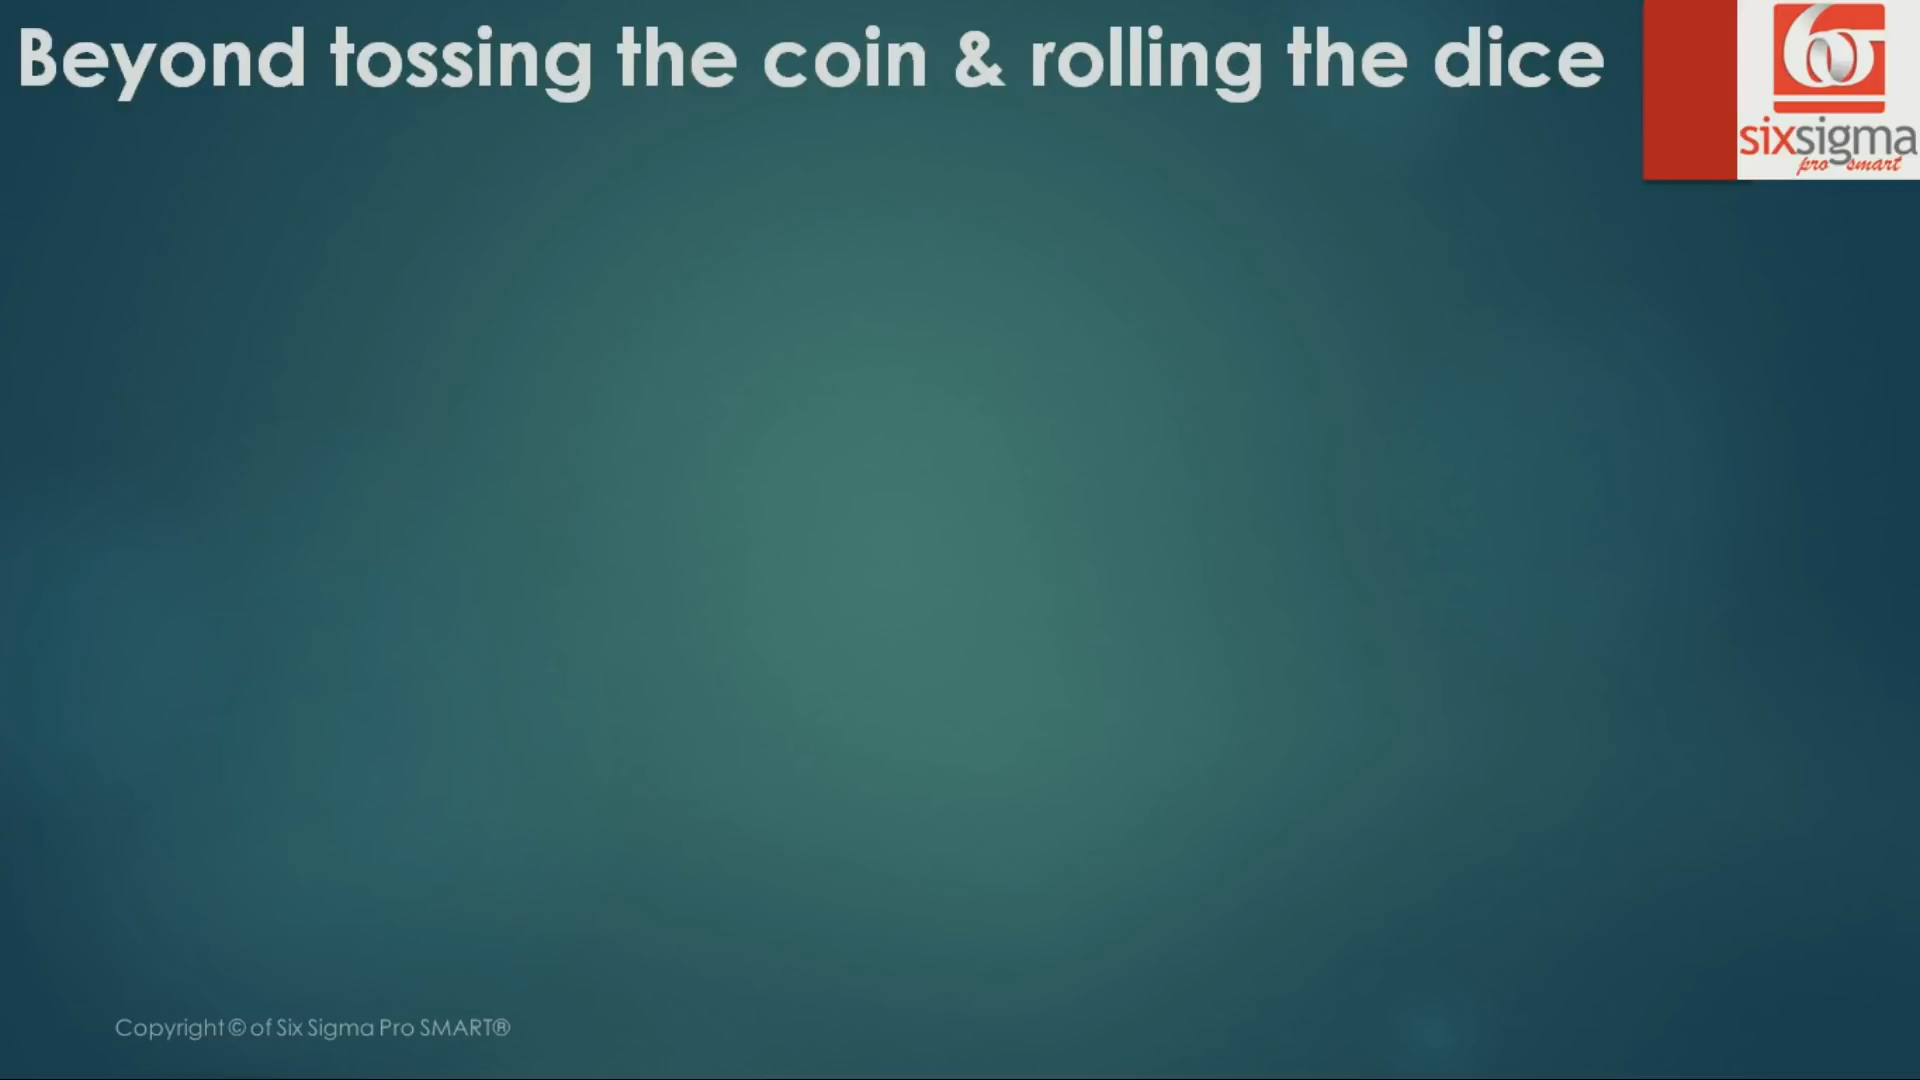 Beyond tossing the coin & rolling the dice
sixsigma
pro smart
Copyright © of Six Sigma Pro SMART®